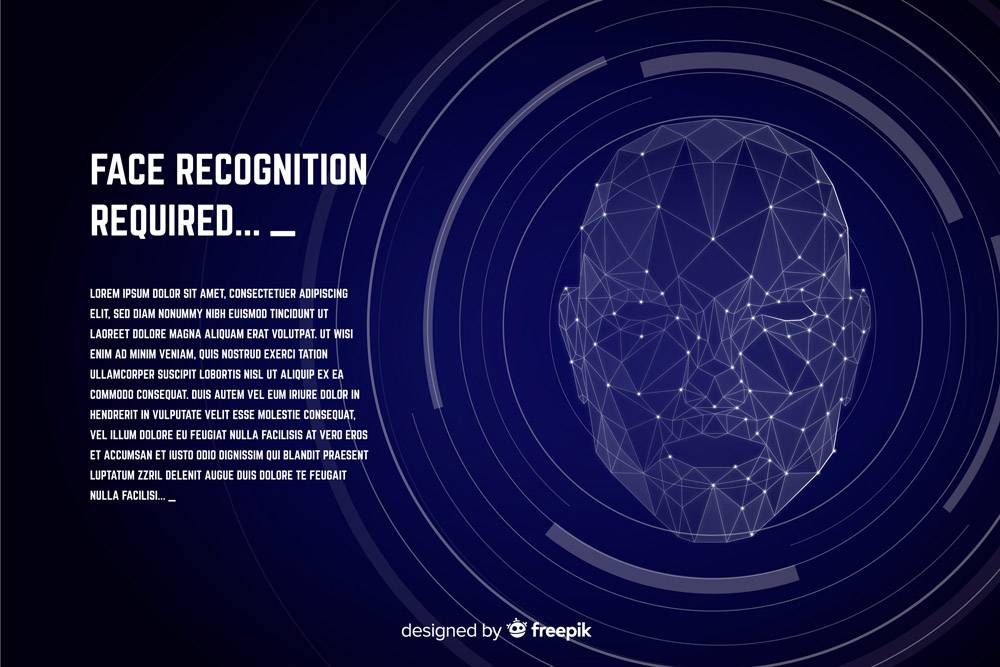 FACE RECOGNITION
REQUIRED... _
LOREM IPSUM DOLOR SIT AMET, CONSECTETUER ADIPISCING
ELIT, SED DIAM NONUMMY NIBH EUISMOD TINCIDUNT UT
LAOREET DOLORE MAGNA ALIQUAM ERAT VOLUTPAT. UT WISI
ENIM AD MINIM VENIAM, QUIS NOSTRUD EXERCI TATION
ULLAMCORPER SUSCIPIT LOBORTIS NISL UT ALIQUIP EX EA
COMMODO CONSEQUAT. DUIS AUTEM VEL EUM IRIURE DOLOR IN
HENDRERIT IN VULPUTATE VELIT ESSE MOLESTIE CONSEQUAT,
VEL ILLUM DOLORE EU FEUGIAT NULLA FACILISIS AT VERO EROS
ET ACCUMSAN ET IUSTO ODIO DIGNISSIM QUI BLANDIT PRAESENT
LUPTATUM ZZRIL DELENIT AUGUE DUIS DOLORE TE FEUGAIT
NULLA FACILISI... _
designed by freepik